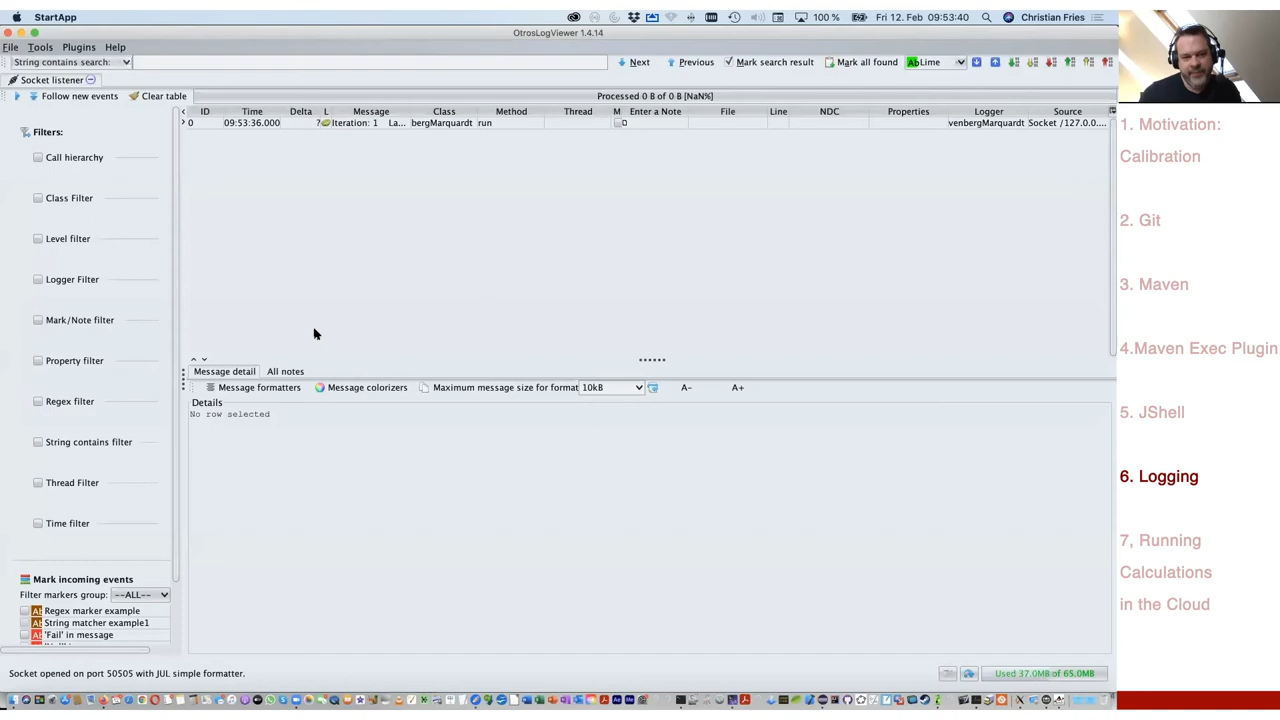 StartApp
100 %
Fri 12. Feb 09:53:40
Christian Fries
OtrosLogViewer 1.4.14
File Tools Plugins Help
String contains search:
Next
Previous
Mark search result
Mark all found
Ab Lime
Socket listener
Follow new events
Clear table
Processed 0 B of 0 B [NaN%]
Filters:
ID Time Delta L Message Class Method Thread M Enter a Note File Line NDC Properties Logger Source
0 09:53:36.000 ? Iteration: 1 La... bergMarquardt run venbergMarquardt Socket /127.0.0....
Call hierarchy
Class Filter
Level filter
Logger Filter
Mark/Note filter
Property filter
Regex filter
String contains filter
Thread Filter
Time filter
Message detail All notes
Message formatters Message colorizers Maximum message size for format 10kB A- A+
Details
No row selected
Mark incoming events
Filter markers group: --ALL--
Regex marker example
String matcher example1
'Fail' in message
Socket opened on port 50505 with JUL simple formatter.
Used 37.0MB of 65.0MB
1. Motivation:
Calibration
2. Git
3. Maven
4.Maven Exec Plugin
5. JShell
6. Logging
7, Running
Calculations
in the Cloud